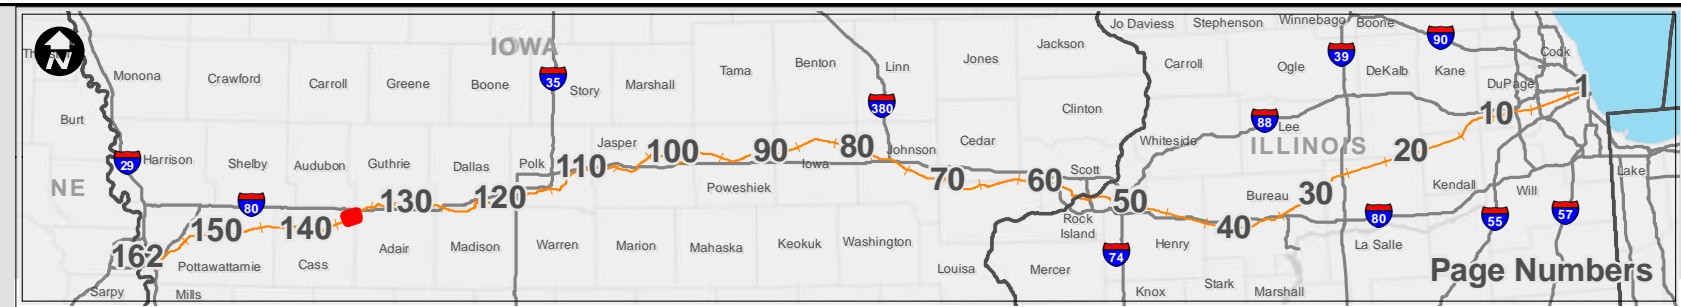 Jo Daviess Stephenson Winnebago Boone
IOWA
N
Jackson
90
Cook
39
Monona Crawford Carroll Greene Boone 35 Story Marshall Tama Benton Linn Jones Carroll Ogle DeKalb Kane
DuPage 1
380
Clinton
Burt
88 Lee
10
Whiteside
ILLINOIS
29 Harrison Shelby Audubon Guthrie Dallas Polk Jasper 100 90 80 Johnson Cedar 20
110
Iowa
Scott
Lake
NE
80
130 120
Poweshiek
70 60 50
Bureau 30 Kendall Will
162 150 140
Adair Madison Warren Marion Mahaska Keokuk Washington
Rock
Island
Henry 40
80
La Salle
55 57
74
Pottawattamie Cass
Louisa Mercer
Page Numbers
Sarpy Mills
Knox Stark Marshall